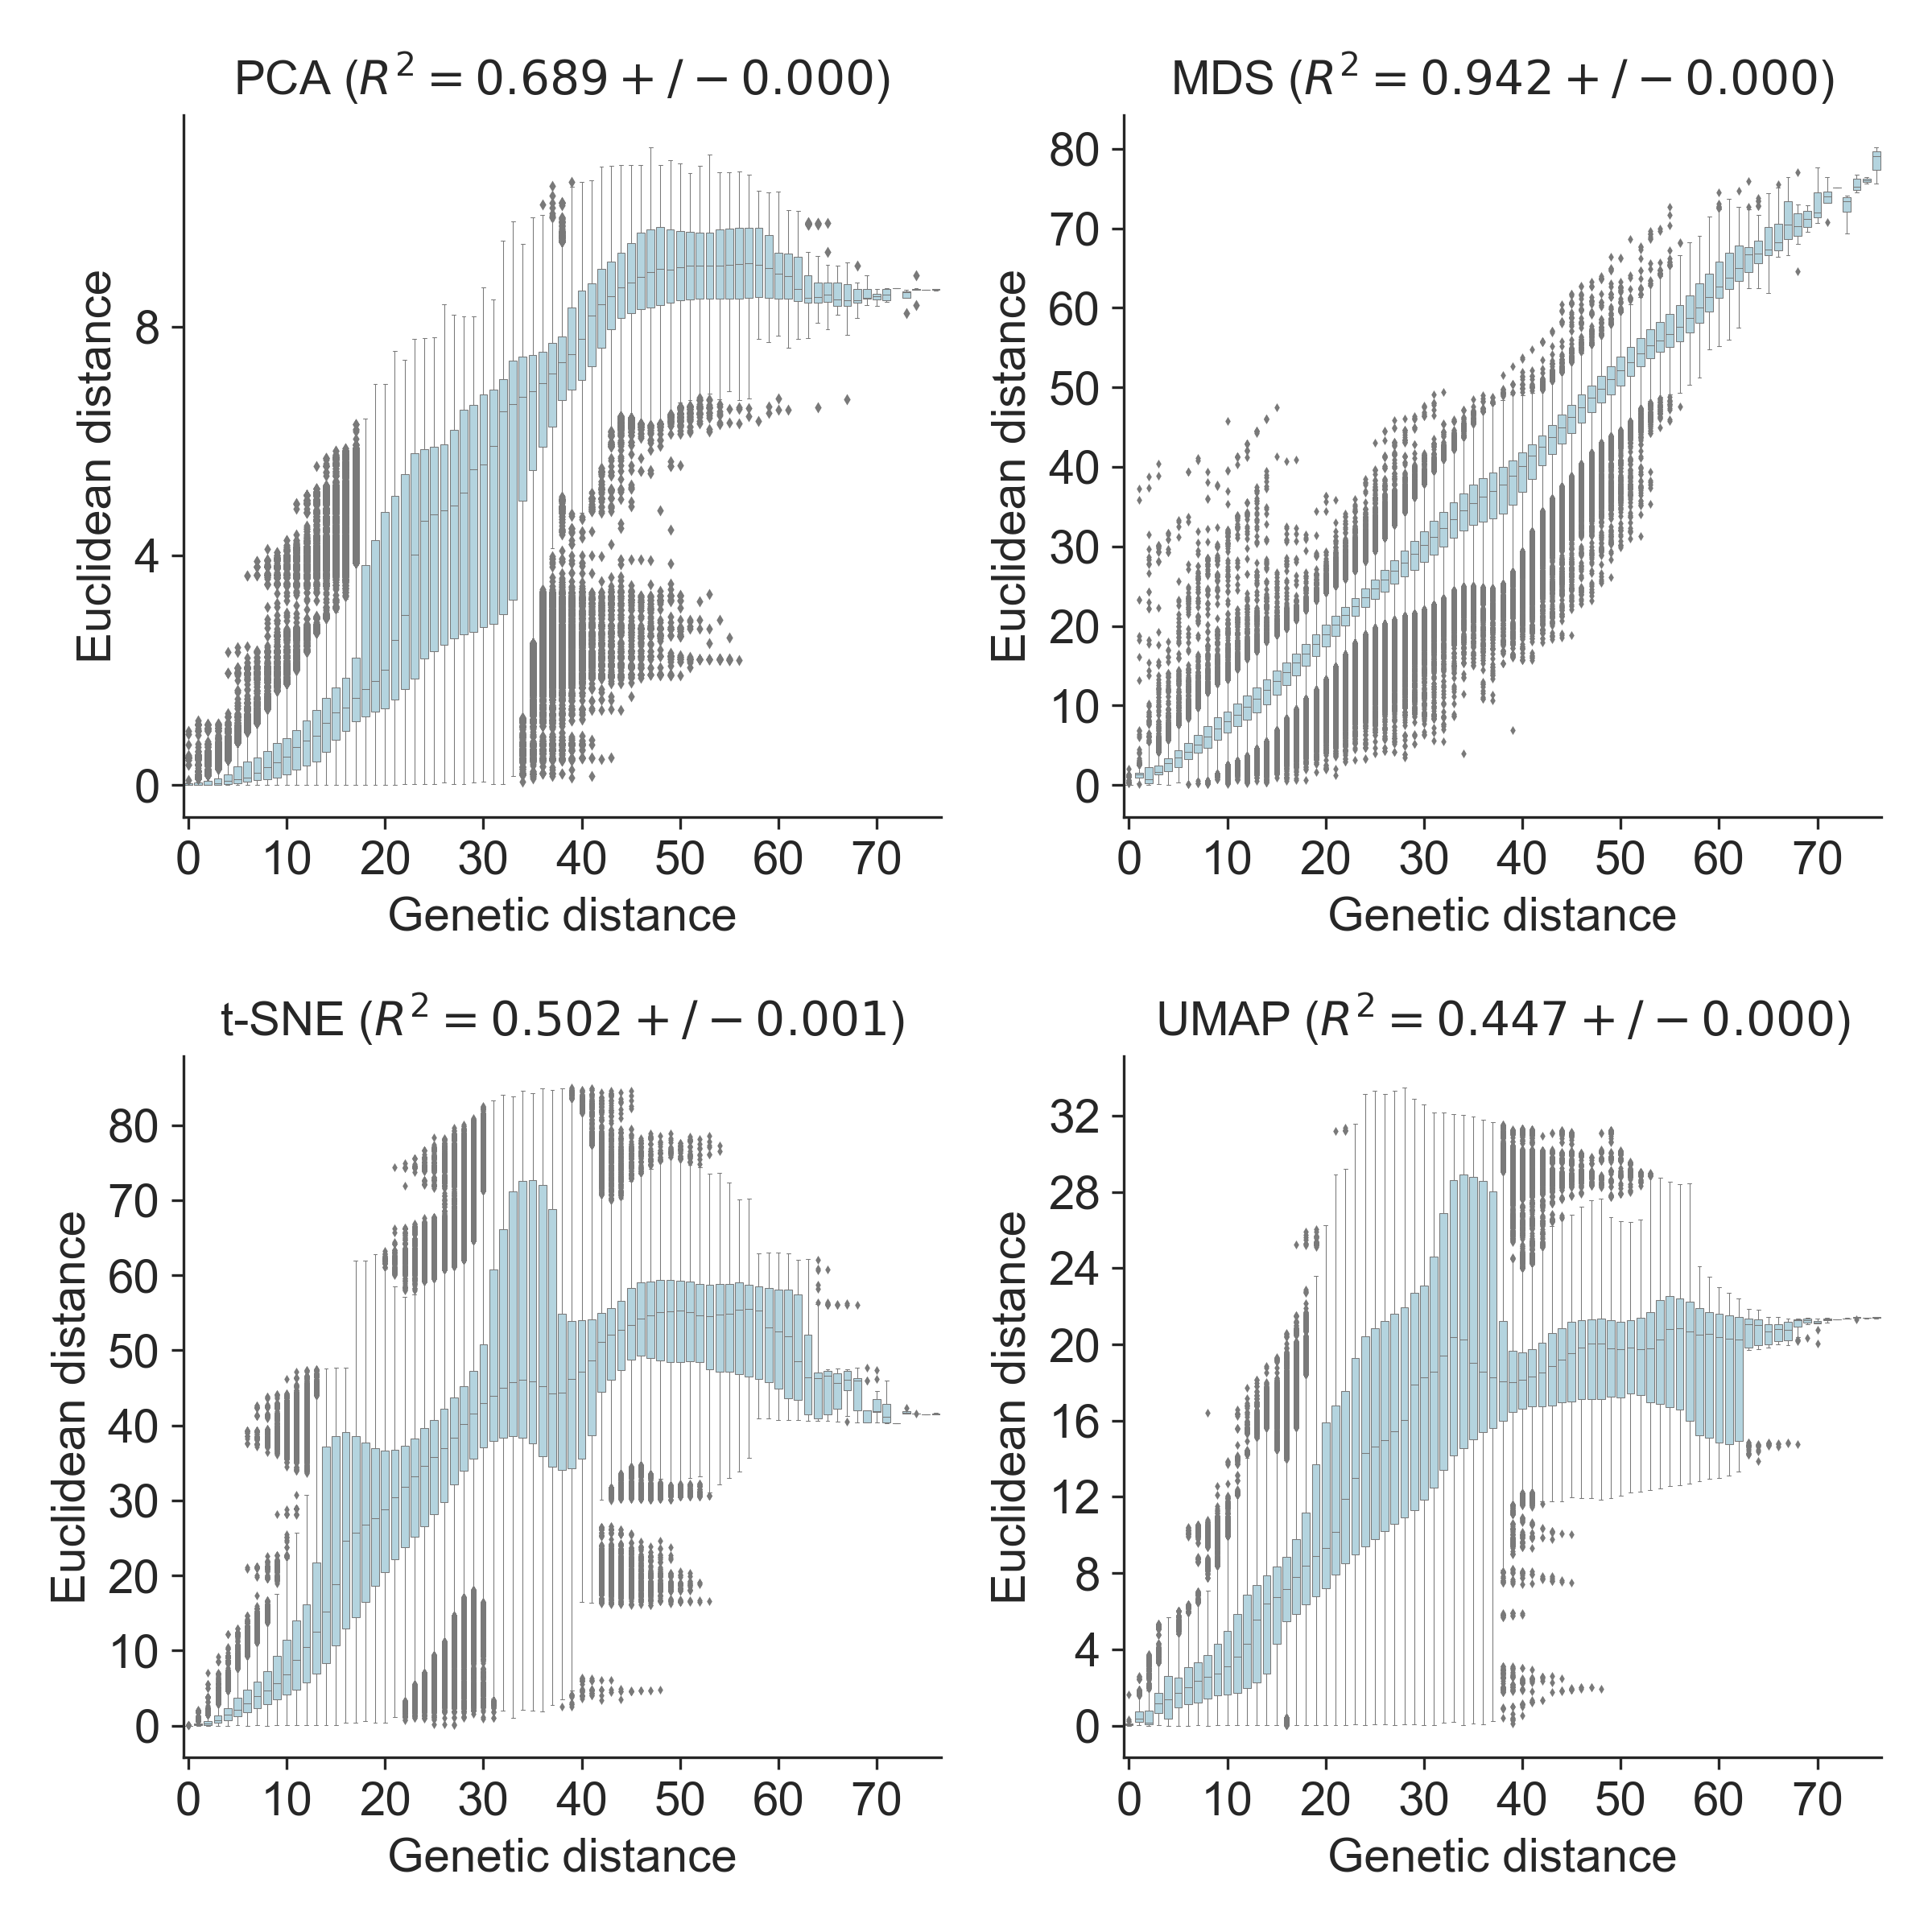 PCA (R² = 0.689 + / − 0.000)
Euclidean distance
8
4
0
0 10 20 30 40 50 60 70
Genetic distance
MDS (R² = 0.942 + / − 0.000)
Euclidean distance
80
70
60
50
40
30
20
10
0
0 10 20 30 40 50 60 70
Genetic distance
t-SNE (R² = 0.502 + / − 0.001)
Euclidean distance
80
70
60
50
40
30
20
10
0
0 10 20 30 40 50 60 70
Genetic distance
UMAP (R² = 0.447 + / − 0.000)
Euclidean distance
32
28
24
20
16
12
8
4
0
0 10 20 30 40 50 60 70
Genetic distance